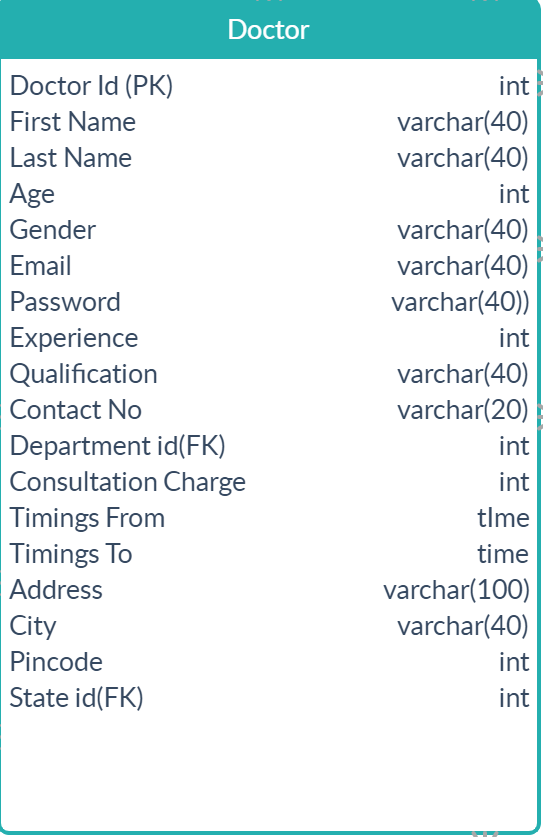 Doctor
Doctor Id (PK) int
First Name varchar(40)
Last Name varchar(40)
Age int
Gender varchar(40)
Email varchar(40)
Password varchar(40))
Experience int
Qualification varchar(40)
Contact No varchar(20)
Department id(FK) int
Consultation Charge int
Timings From tIme
Timings To time
Address varchar(100)
City varchar(40)
Pincode int
State id(FK) int